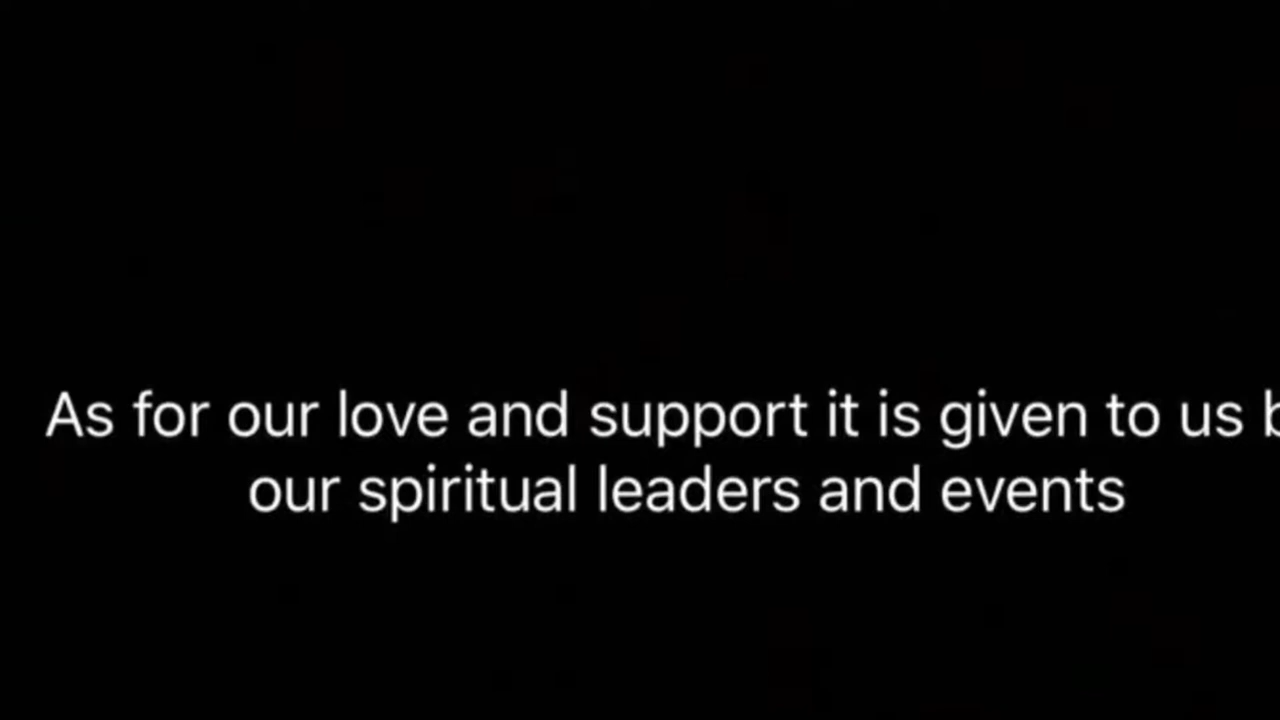 As for our love and support it is given to us
our spiritual leaders and events